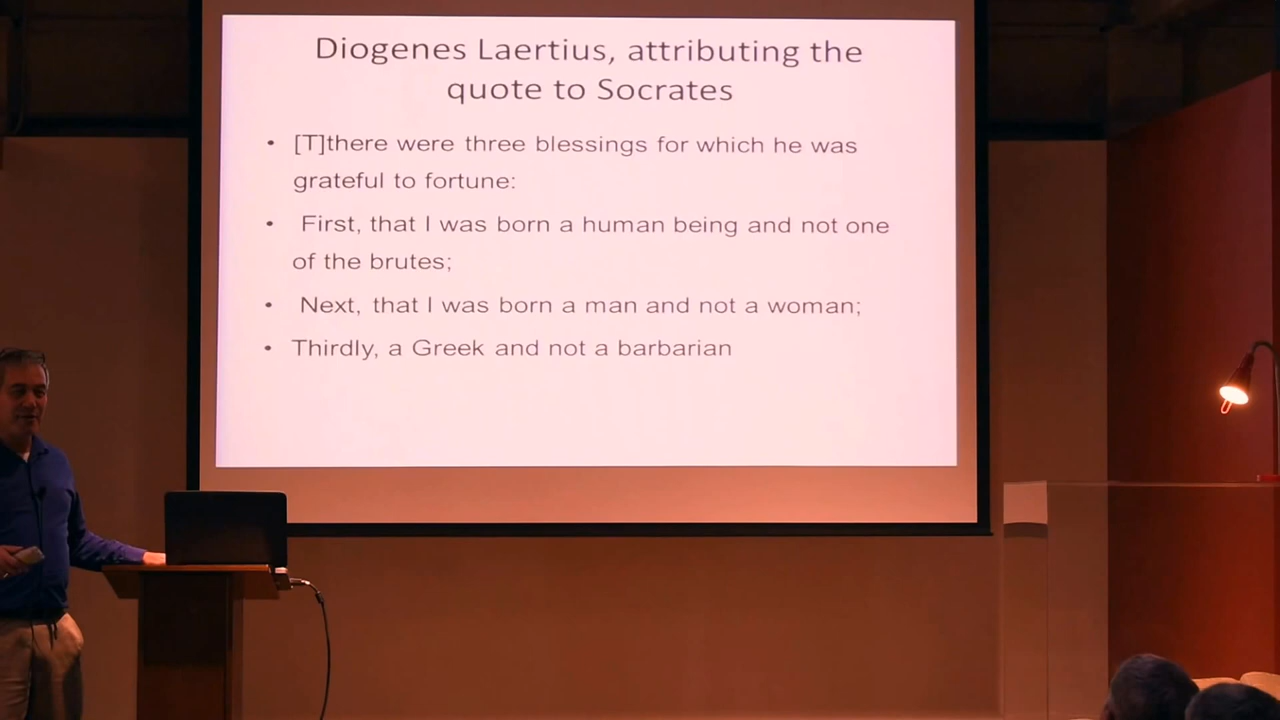 Diogenes Laertius, attributing the
quote to Socrates
• [T]there were three blessings for which he was
grateful to fortune:
• First, that I was born a human being and not one
of the brutes;
• Next, that I was born a man and not a woman;
• Thirdly, a Greek and not a barbarian